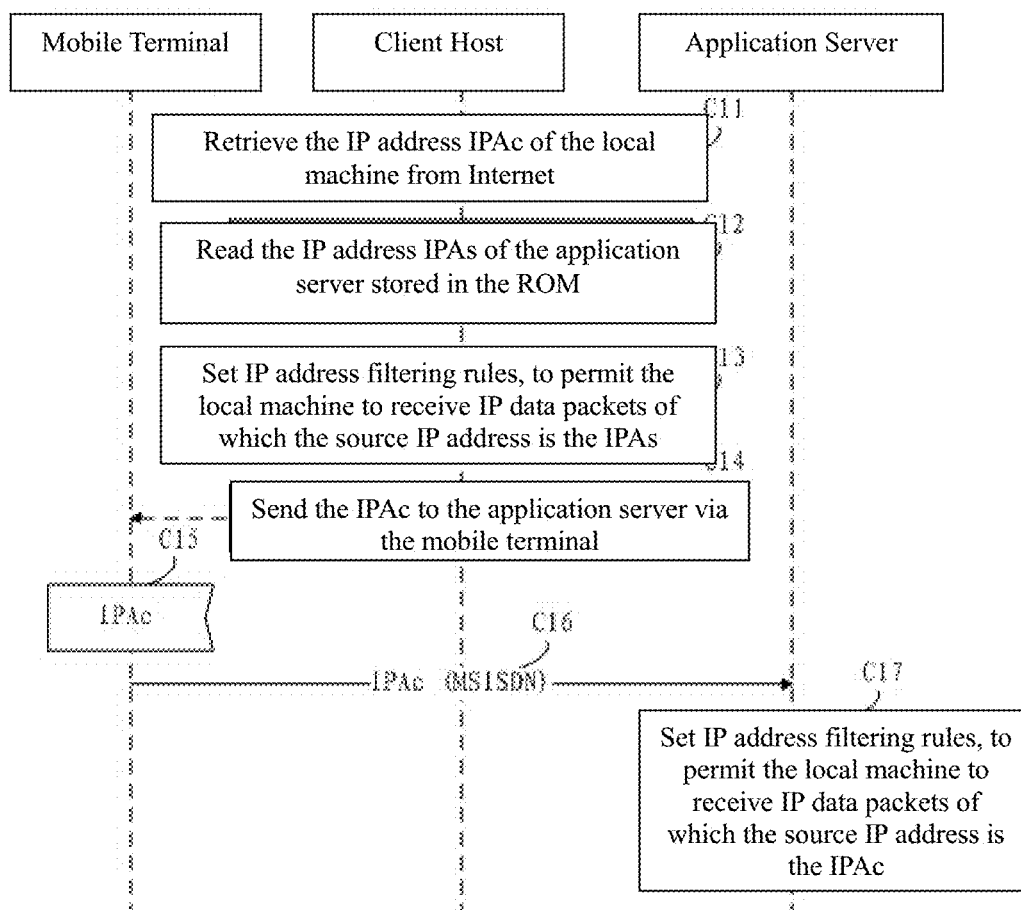 Mobile Terminal
Client Host
Application Server
C11
Retrieve the IP address IPAc of the local
machine from Internet
C12
Read the IP address IPAs of the application
server stored in the ROM
13
Set IP address filtering rules, to permit the
local machine to receive IP data packets of
which the source IP address is the IPAs
C14
Send the IPAc to the application server via
the mobile terminal
C15
IPAc
C16
IPAc (MSISDN)
C17
Set IP address filtering rules, to
permit the local machine to
receive IP data packets of
which the source IP address is
the IPAc